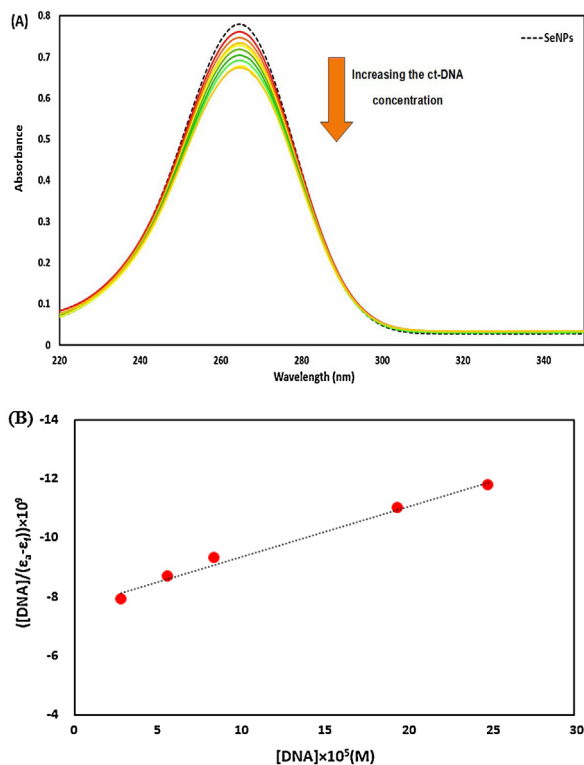 (A)
0.8
0.7
0.6
0.5
0.4
0.3
0.2
0.1
0
Absorbance
SeNPs
Increasing the ct-DNA
concentration
220 240 260 280 300 320 340
Wavelength (nm)
(B)
-14
-12
-10
-8
-6
-4
([DNA]/(εa-εf))×10⁹
0 5 10 15 20 25 30
[DNA]×10⁵(M)